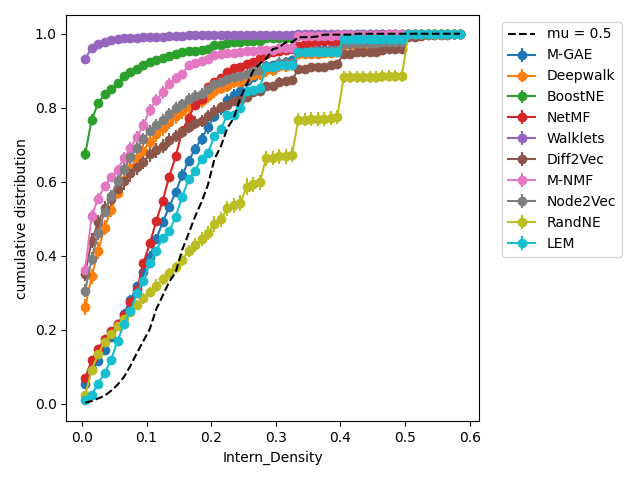 1.0
0.8
0.6
0.4
0.2
0.0
cumulative distribution
0.0 0.1 0.2 0.3 0.4 0.5 0.6
Intern_Density
mu = 0.5
M-GAE
Deepwalk
BoostNE
NetMF
Walklets
Diff2Vec
M-NMF
Node2Vec
RandNE
LEM